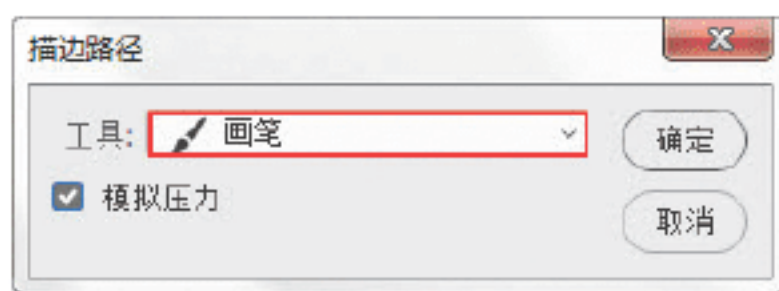 描边路径
工具: 画笔
确定
模拟压力
取消